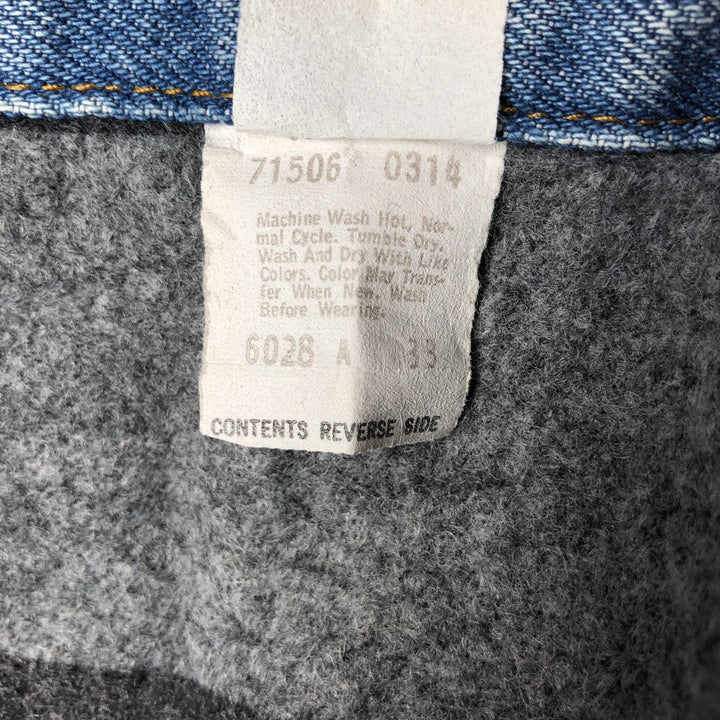 71506 0314
Machine Wash Hot, Nor-
mal Cycle. Tumble Dry.
Wash And Dry With Like
Colors. Color May Trans-
fer When New. Wash
Before Wearing.
6028 A 33
CONTENTS REVERSE SIDE